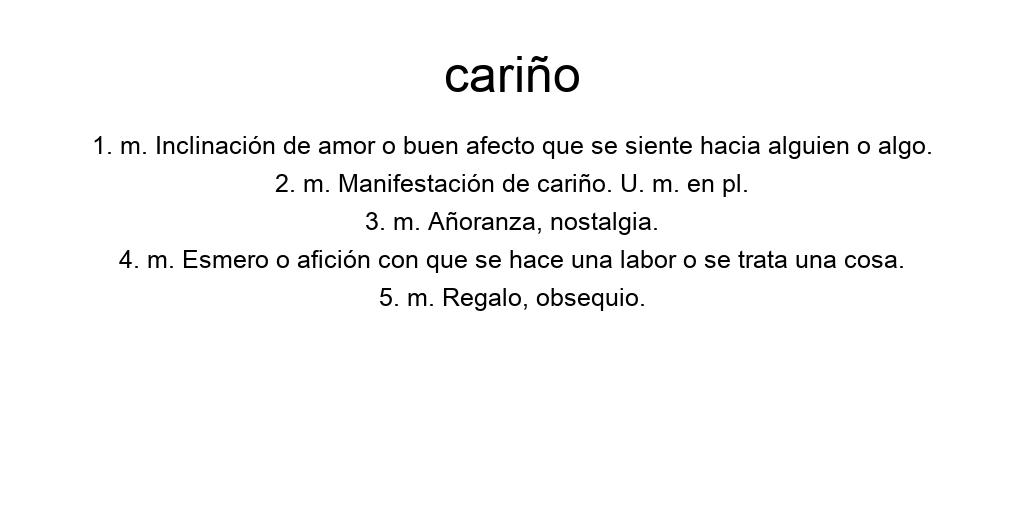 cariño
1. m. Inclinación de amor o buen afecto que se siente hacia alguien o algo.
2. m. Manifestación de cariño. U. m. en pl.
3. m. Añoranza, nostalgia.
4. m. Esmero o afición con que se hace una labor o se trata una cosa.
5. m. Regalo, obsequio.